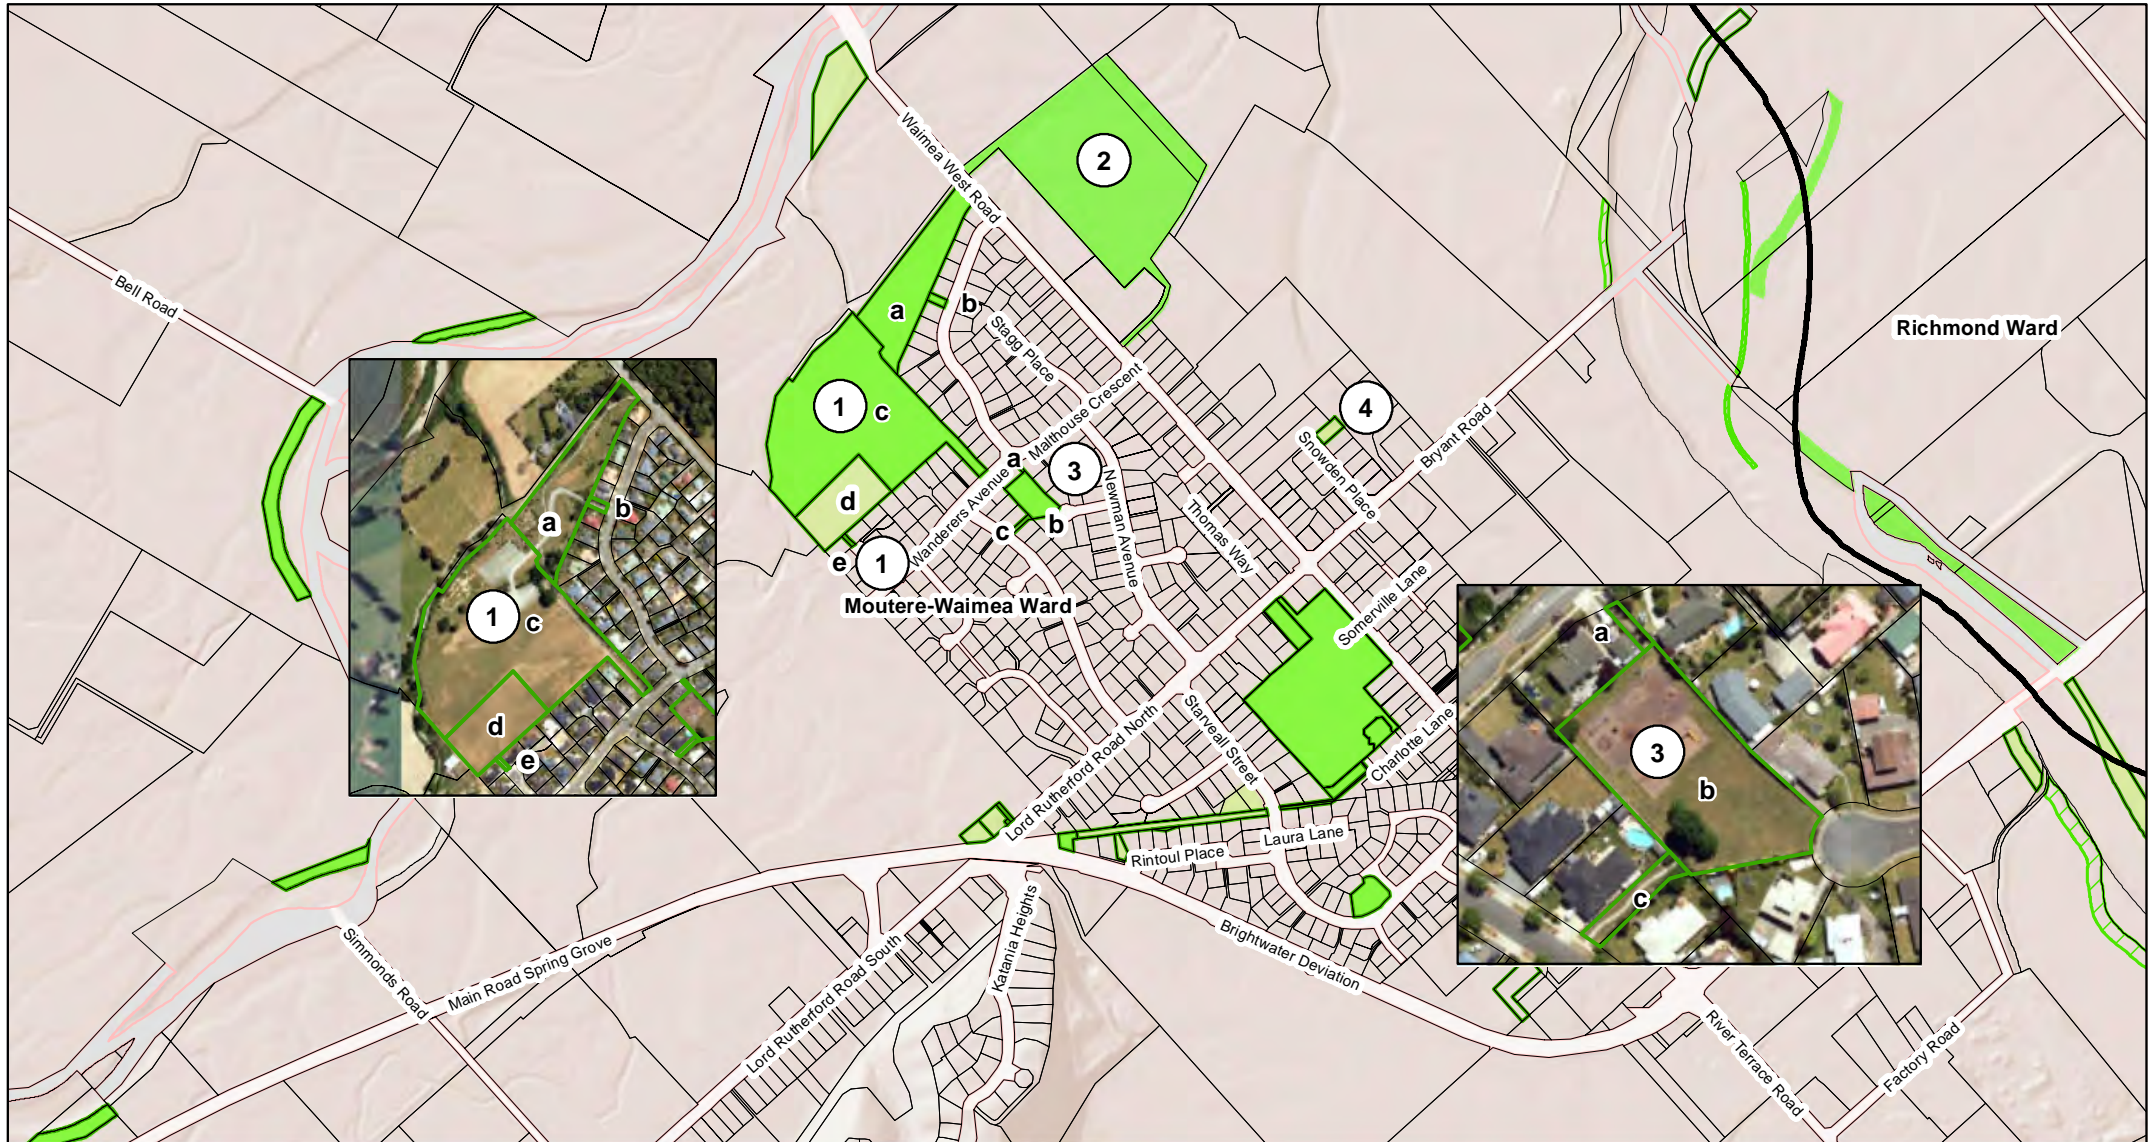 2
Waimea West Road
Bell Road
a
b
Stagg Place
Richmond Ward
1
c
Malthouse Crescent
4
Snowden Place
Bryant Road
a
3
Wanderers Avenue
d
b
c
Newman Avenue
Thomas Way
e
1
Moutere-Waimea Ward
Somerville Lane
a
b
1
c
d
e
a
3
b
c
Starveall Street
Charlotte Lane
Lord Rutherford Road North
Laura Lane
Rintoul Place
Katania Heights
Brightwater Deviation
Main Road Spring Grove
Simmonds Road
Lord Rutherford Road South
River Terrace Road
Factory Road